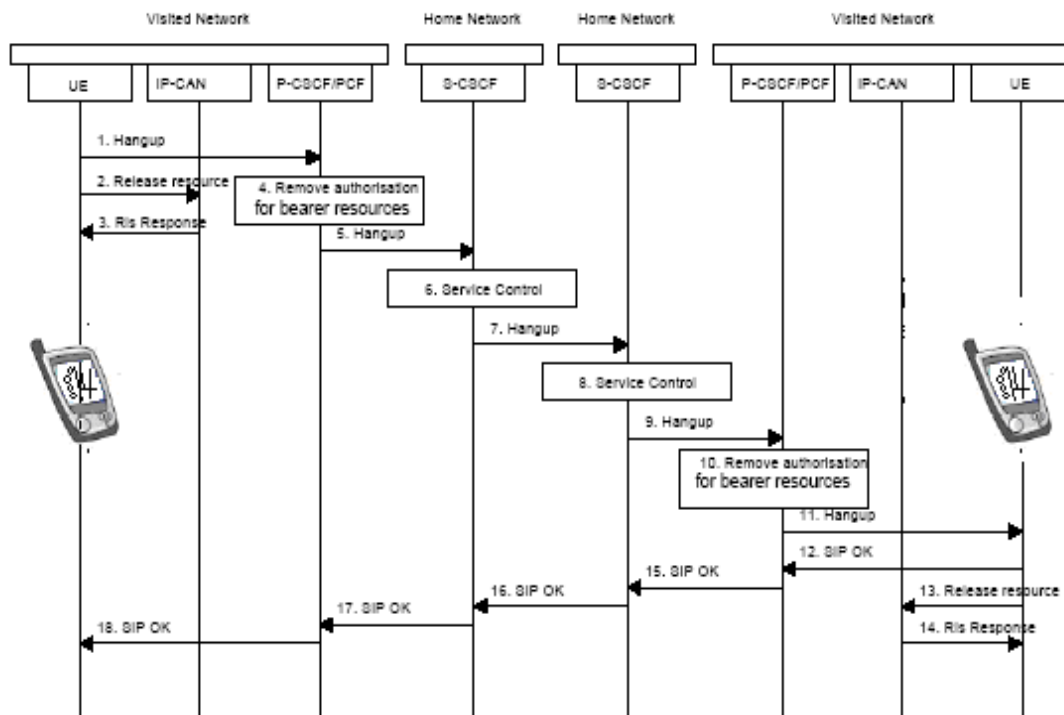 Visited Network
Home Network
Home Network
Visited Network
UE
IP-CAN
P-CSCF/PCF
S-CSCF
S-CSCF
P-CSCF/PCF
IP-CAN
UE
1. Hangup
2. Release resource
3. Rls Response
4. Remove authorisation
for bearer resources
5. Hangup
6. Service Control
7. Hangup
8. Service Control
9. Hangup
10. Remove authorisation
for bearer resources
11. Hangup
12. SIP OK
15. SIP OK
13. Release resource
16. SIP OK
17. SIP OK
18. SIP OK
14. Rls Response